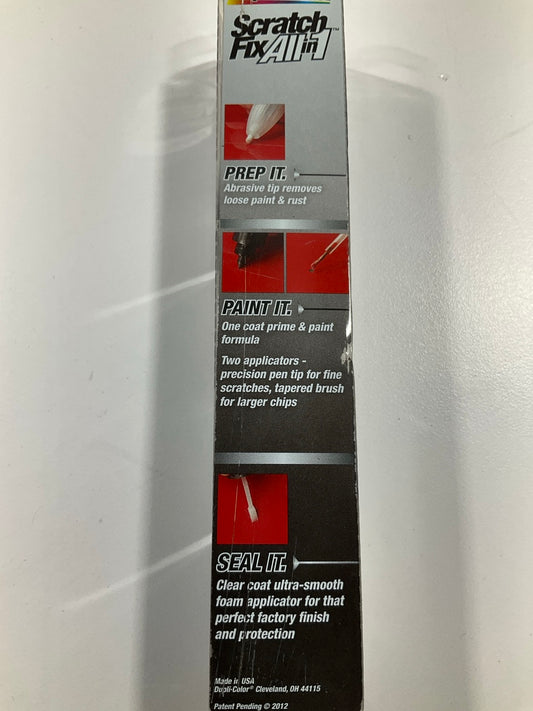 Scratch
Fix All in 1™
PREP IT.
Abrasive tip removes
loose paint & rust
PAINT IT.
One coat prime & paint
formula
Two applicators -
precision pen tip for fine
scratches, tapered brush
for larger chips
SEAL IT.
Clear coat ultra-smooth
foam applicator for that
perfect factory finish
and protection
Made in USA
Dupli-Color® Cleveland, OH 44115
Patent Pending © 2012